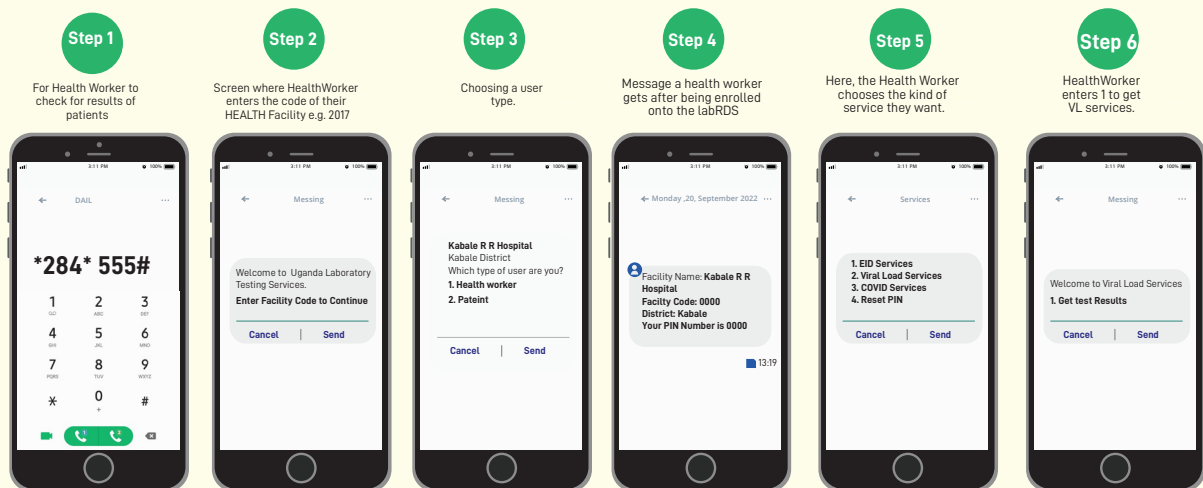 Step 1
For Health Worker to
check for results of
patients
3:11 PM
100%
DAIL
*284* 555#
1
2
ABC
3
DEF
4
GHI
5
JKL
6
MNO
7
PQRS
8
TUV
9
WXYZ
*
0
+
#
Step 2
Screen where HealthWorker
enters the code of their
HEALTH Facility e.g. 2017
3:11 PM
100%
Messing
Welcome to Uganda Laboratory
Testing Services.
Enter Facility Code to Continue
Cancel | Send
Step 3
Choosing a user
type.
3:11 PM
100%
Messing
Kabale R R Hospital
Kabale District
Which type of user are you?
1. Health worker
2. Pateint
Cancel | Send
Step 4
Message a health worker
gets after being enrolled
onto the labRDS
3:11 PM
100%
Monday ,20, September 2022
Facility Name: Kabale R R
Hospital
Facilty Code: 0000
District: Kabale
Your PIN Number is 0000
13:19
Step 5
Here, the Health Worker
chooses the kind of
service they want.
3:11 PM
100%
Services
1. EID Services
2. Viral Load Services
3. COVID Services
4. Reset PIN
Cancel | Send
Step 6
HealthWorker
enters 1 to get
VL services.
3:11 PM
100%
Messing
Welcome to Viral Load Services
1. Get test Results
Cancel | Send